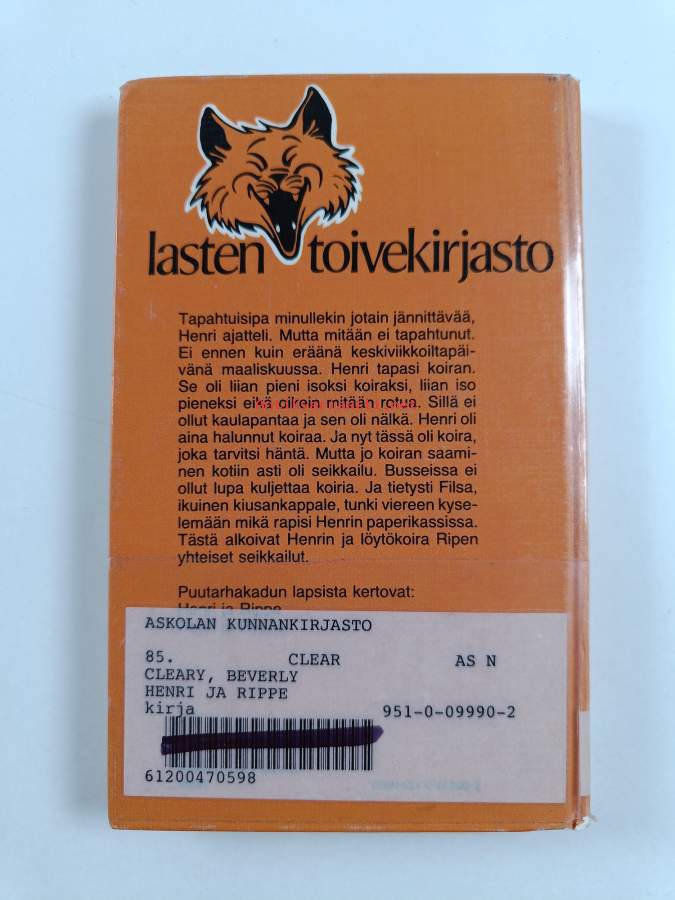 lasten toivekirjasto
Tapahtuisipa minullekin jotain jännittävää,
Henri ajatteli. Mutta mitään ei tapahtunut.
Ei ennen kuin eräänä keskiviikkoiltapäi-
vänä maaliskuussa. Henri tapasi koiran.
Se oli liian pieni isoksi koiraksi, liian iso
pieneksi eikä oikein mitään rotua. Sillä ei
ollut kaulapantaa ja sen oli nälkä. Henri oli
aina halunnut koiraa. Ja nyt tässä oli koira,
joka tarvitsi häntä. Mutta jo koiran saami-
nen kotiin asti oli seikkailu. Busseissa ei
ollut lupa kuljettaa koiria. Ja tietysti Filsa,
ikuinen kiusankappale, tunki viereen kyse-
lemään mikä rapisi Henrin paperikassissa.
Tästä alkoivat Henrin ja löytökoira Ripen
yhteiset seikkailut.
Puutarhakadun lapsista kertovat:
Henri ja Rippe
ASKOLAN KUNNANKIRJASTO
85. CLEAR AS N
CLEARY, BEVERLY
HENRI JA RIPPE
kirja 951-0-09990-2
61200470598